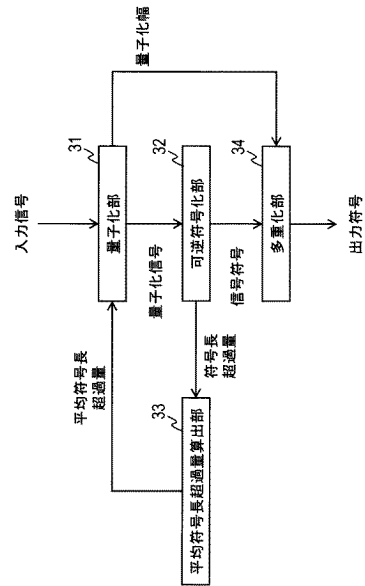 入力信号
31
量子化部
量子化幅
平均符号長
超過量
量子化信号
32
可逆符号化部
33
平均符号長超過量算出部
符号長
超過量
信号符号
34
多重化部
出力符号